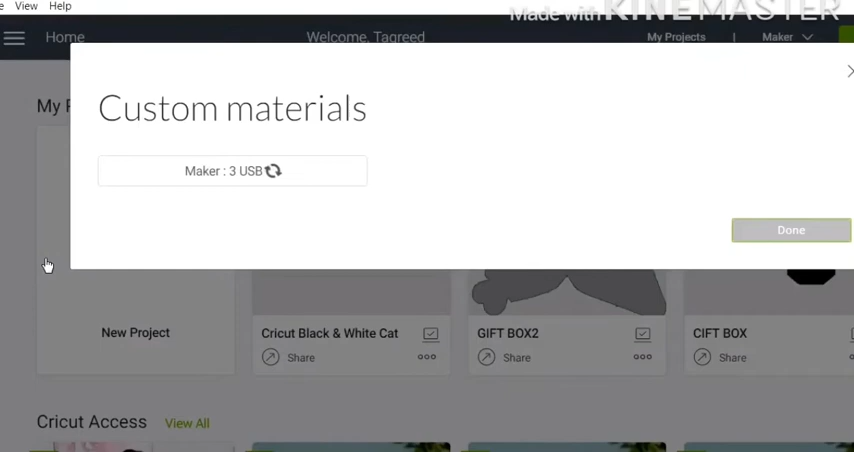 View Help
Made with KINEMASTER
Home Welcome, Tagreed My Projects | Maker
Custom materials
Maker : 3 USB
Done
New Project
Cricut Black & White Cat
Share
GIFT BOX2
Share
CIFT BOX
Share
Cricut Access View All